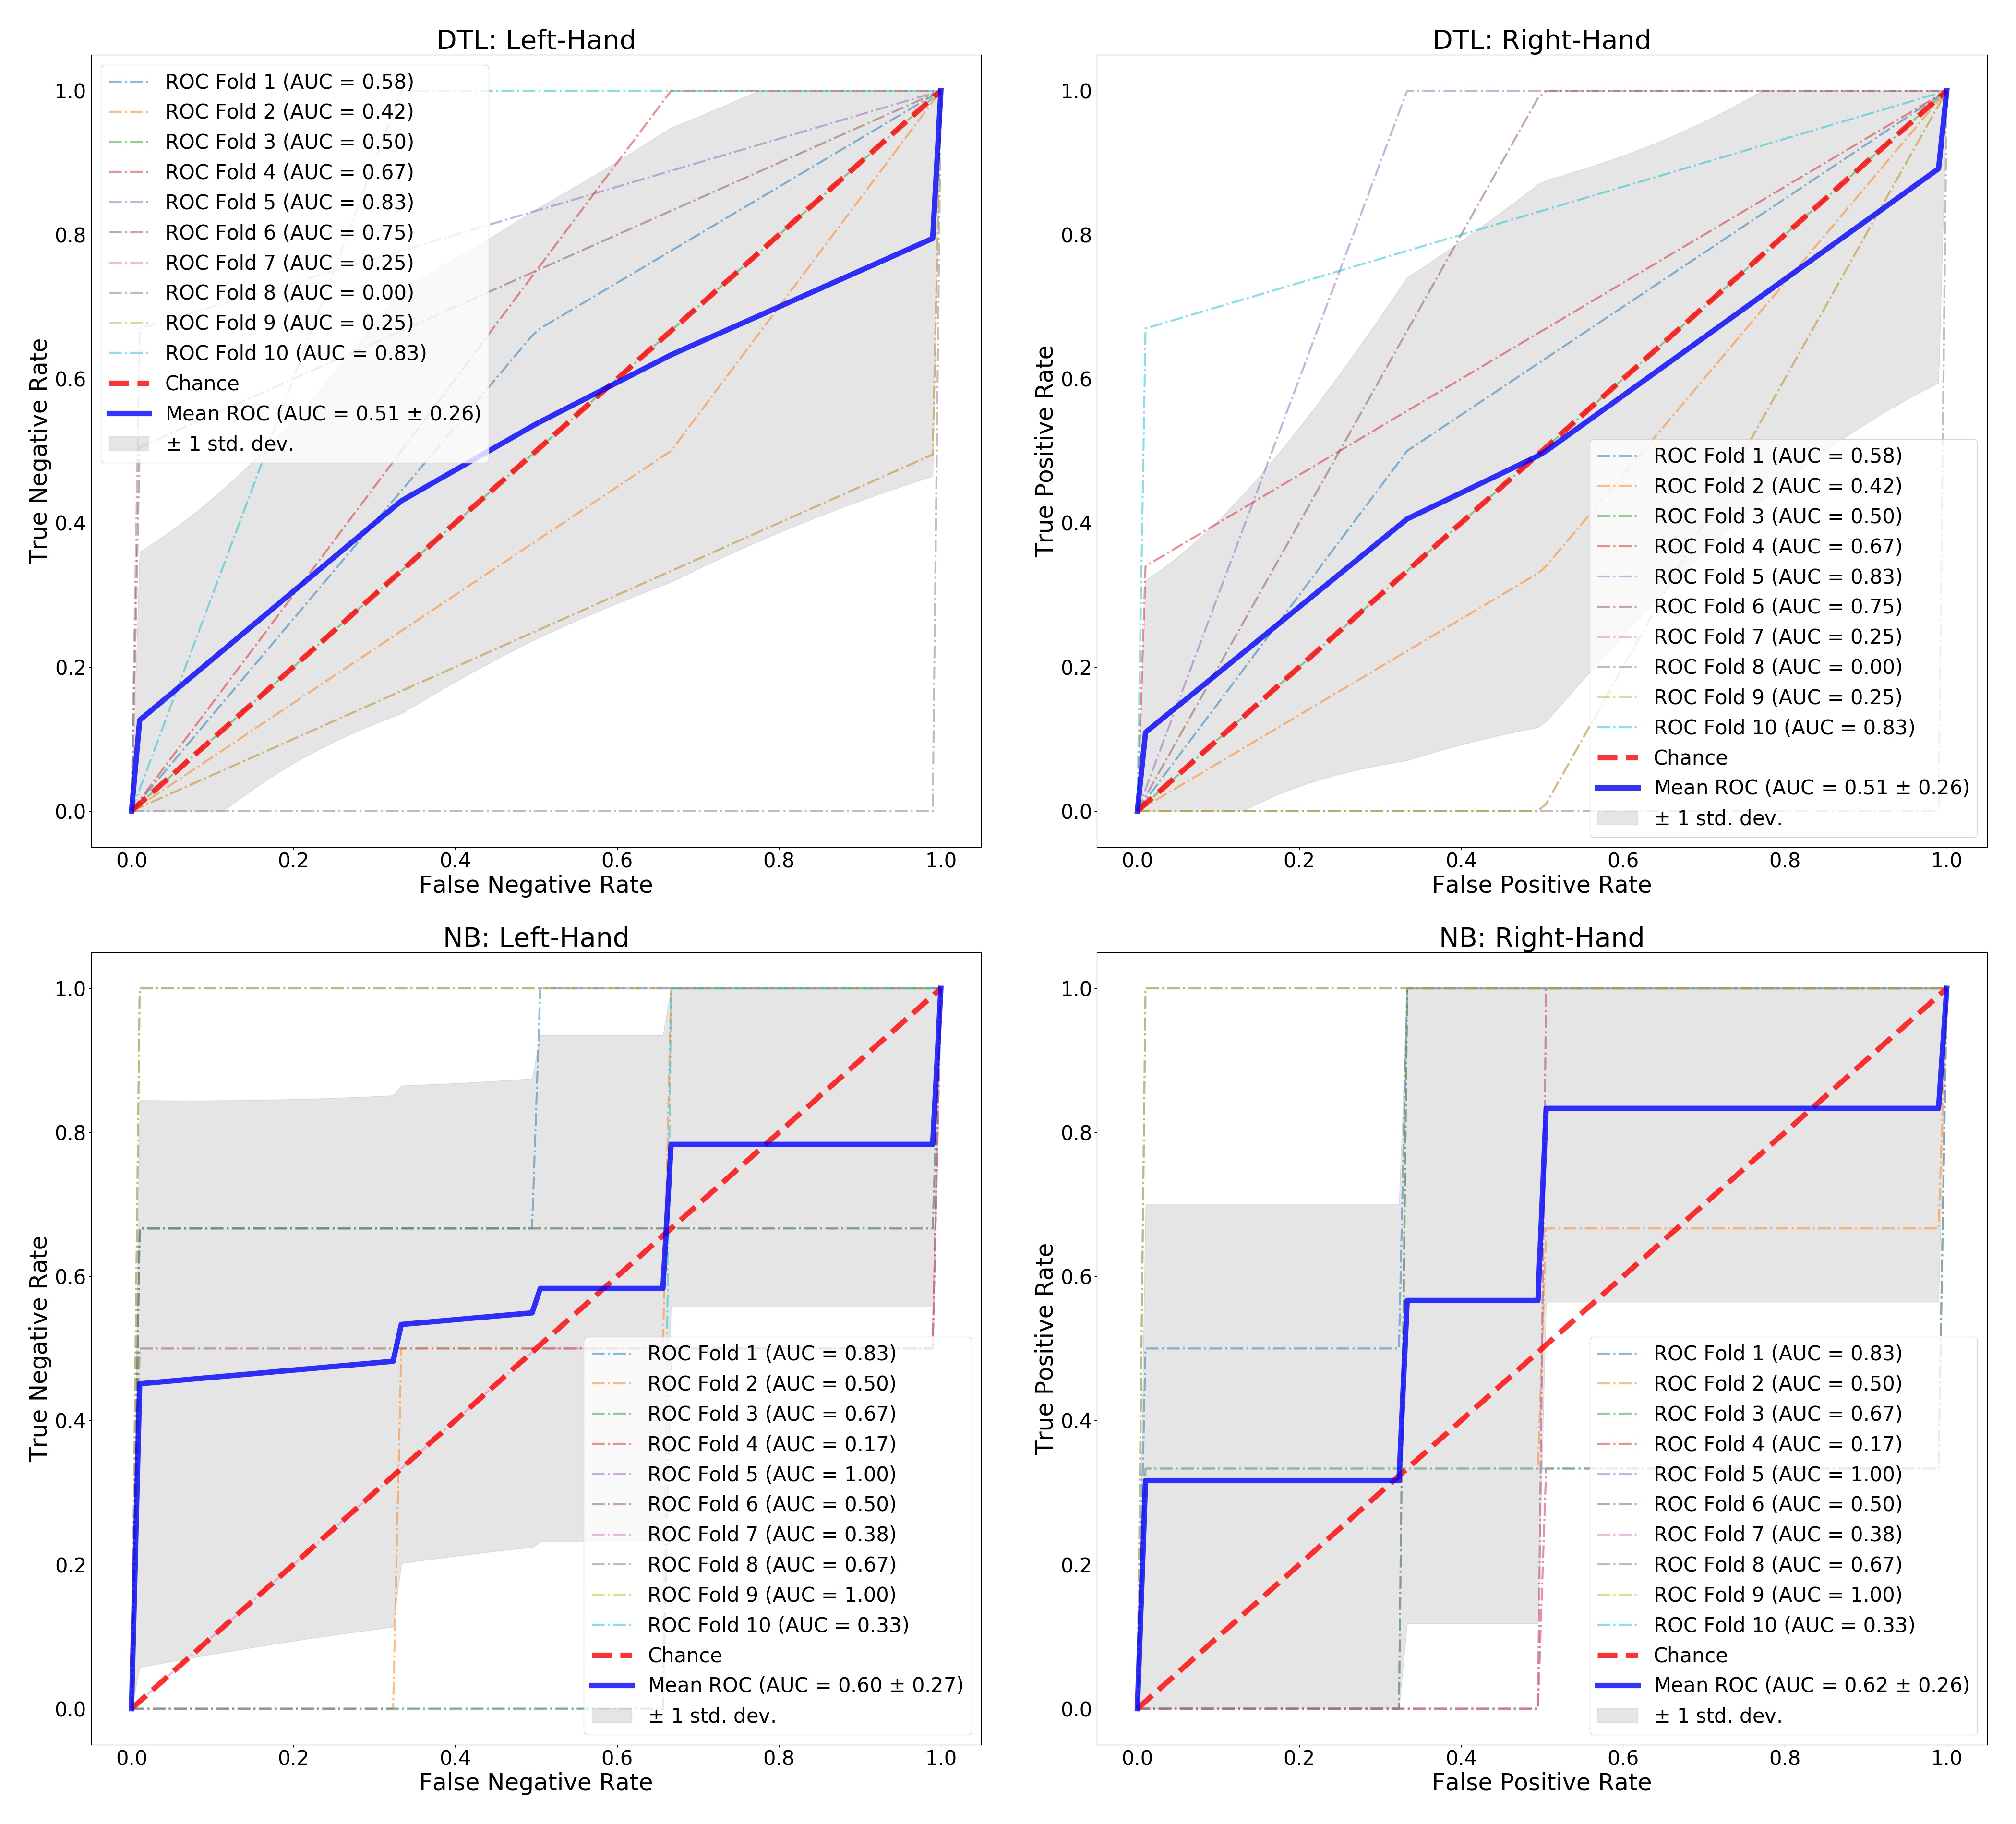 DTL: Left-Hand
True Negative Rate
1.0
0.8
0.6
0.4
0.2
0.0
ROC Fold 1 (AUC = 0.58)
ROC Fold 2 (AUC = 0.42)
ROC Fold 3 (AUC = 0.50)
ROC Fold 4 (AUC = 0.67)
ROC Fold 5 (AUC = 0.83)
ROC Fold 6 (AUC = 0.75)
ROC Fold 7 (AUC = 0.25)
ROC Fold 8 (AUC = 0.00)
ROC Fold 9 (AUC = 0.25)
ROC Fold 10 (AUC = 0.83)
Chance
Mean ROC (AUC = 0.51 ± 0.26)
± 1 std. dev.
0.0 0.2 0.4 0.6 0.8 1.0
False Negative Rate
DTL: Right-Hand
True Positive Rate
1.0
0.8
0.6
0.4
0.2
0.0
ROC Fold 1 (AUC = 0.58)
ROC Fold 2 (AUC = 0.42)
ROC Fold 3 (AUC = 0.50)
ROC Fold 4 (AUC = 0.67)
ROC Fold 5 (AUC = 0.83)
ROC Fold 6 (AUC = 0.75)
ROC Fold 7 (AUC = 0.25)
ROC Fold 8 (AUC = 0.00)
ROC Fold 9 (AUC = 0.25)
ROC Fold 10 (AUC = 0.83)
Chance
Mean ROC (AUC = 0.51 ± 0.26)
± 1 std. dev.
0.0 0.2 0.4 0.6 0.8 1.0
False Positive Rate
NB: Left-Hand
True Negative Rate
1.0
0.8
0.6
0.4
0.2
0.0
ROC Fold 1 (AUC = 0.83)
ROC Fold 2 (AUC = 0.50)
ROC Fold 3 (AUC = 0.67)
ROC Fold 4 (AUC = 0.17)
ROC Fold 5 (AUC = 1.00)
ROC Fold 6 (AUC = 0.50)
ROC Fold 7 (AUC = 0.38)
ROC Fold 8 (AUC = 0.67)
ROC Fold 9 (AUC = 1.00)
ROC Fold 10 (AUC = 0.33)
Chance
Mean ROC (AUC = 0.60 ± 0.27)
± 1 std. dev.
0.0 0.2 0.4 0.6 0.8 1.0
False Negative Rate
NB: Right-Hand
True Positive Rate
1.0
0.8
0.6
0.4
0.2
0.0
ROC Fold 1 (AUC = 0.83)
ROC Fold 2 (AUC = 0.50)
ROC Fold 3 (AUC = 0.67)
ROC Fold 4 (AUC = 0.17)
ROC Fold 5 (AUC = 1.00)
ROC Fold 6 (AUC = 0.50)
ROC Fold 7 (AUC = 0.38)
ROC Fold 8 (AUC = 0.67)
ROC Fold 9 (AUC = 1.00)
ROC Fold 10 (AUC = 0.33)
Chance
Mean ROC (AUC = 0.62 ± 0.26)
± 1 std. dev.
0.0 0.2 0.4 0.6 0.8 1.0
False Positive Rate